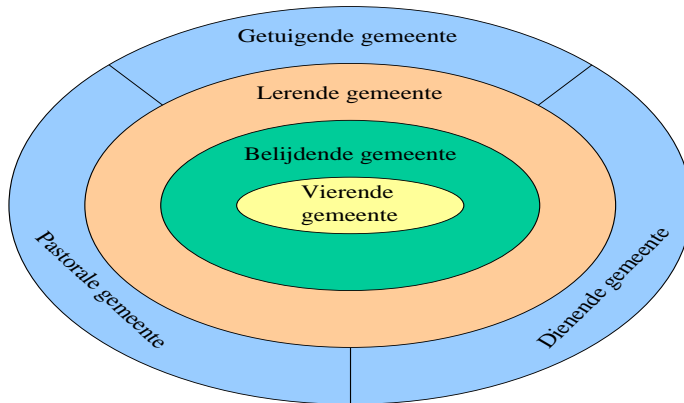 Getuigende gemeente
Lerende gemeente
Belijdende gemeente
Vierende
gemeente
Pastorale gemeente
Dienende gemeente